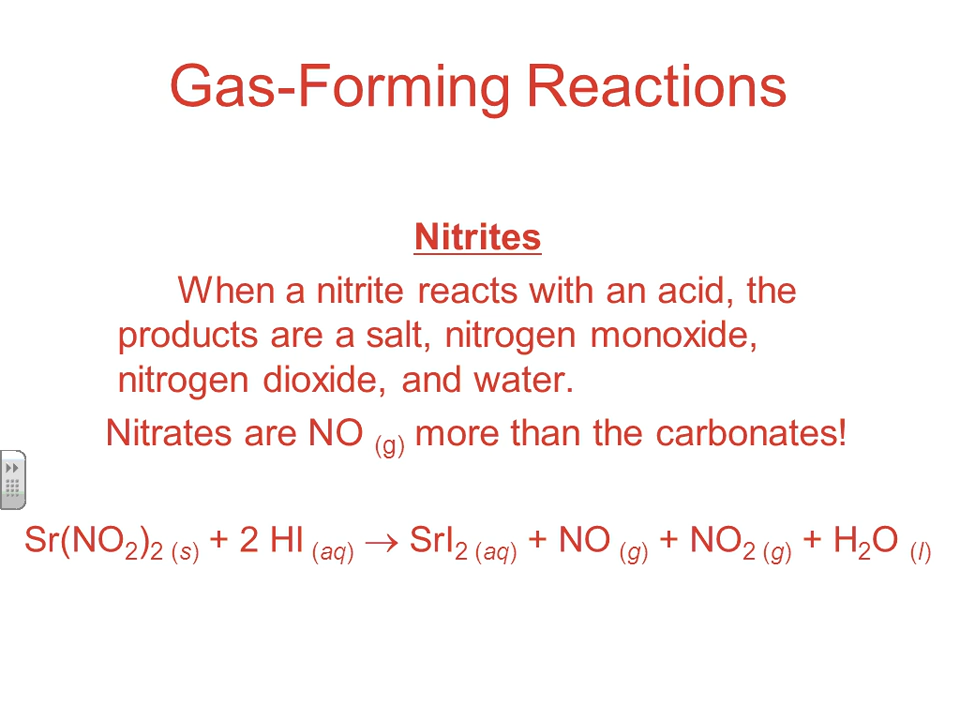 Gas-Forming Reactions
Nitrites
When a nitrite reacts with an acid, the
products are a salt, nitrogen monoxide,
nitrogen dioxide, and water.
Nitrates are NO (g) more than the carbonates!
Sr(NO₂)₂ (s) + 2 HI (aq) → SrI₂ (aq) + NO (g) + NO₂ (g) + H₂O (l)